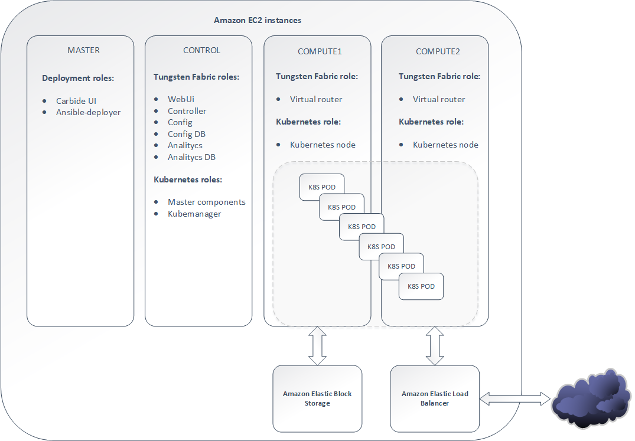 Amazon EC2 instances
MASTER
Deployment roles:
Carbide UI
Ansible-deployer
CONTROL
Tungsten Fabric roles:
WebUi
Controller
Config
Config DB
Analitycs
Analitycs DB
Kubernetes roles:
Master components
Kubemanager
COMPUTE1
Tungsten Fabric role:
Virtual router
Kubernetes role:
Kubernetes node
COMPUTE2
Tungsten Fabric role:
Virtual router
Kubernetes role:
Kubernetes node
K8S POD
K8S POD
K8S POD
K8S POD
K8S POD
K8S POD
Amazon Elastic Block
Storage
Amazon Elastic Load
Balancer